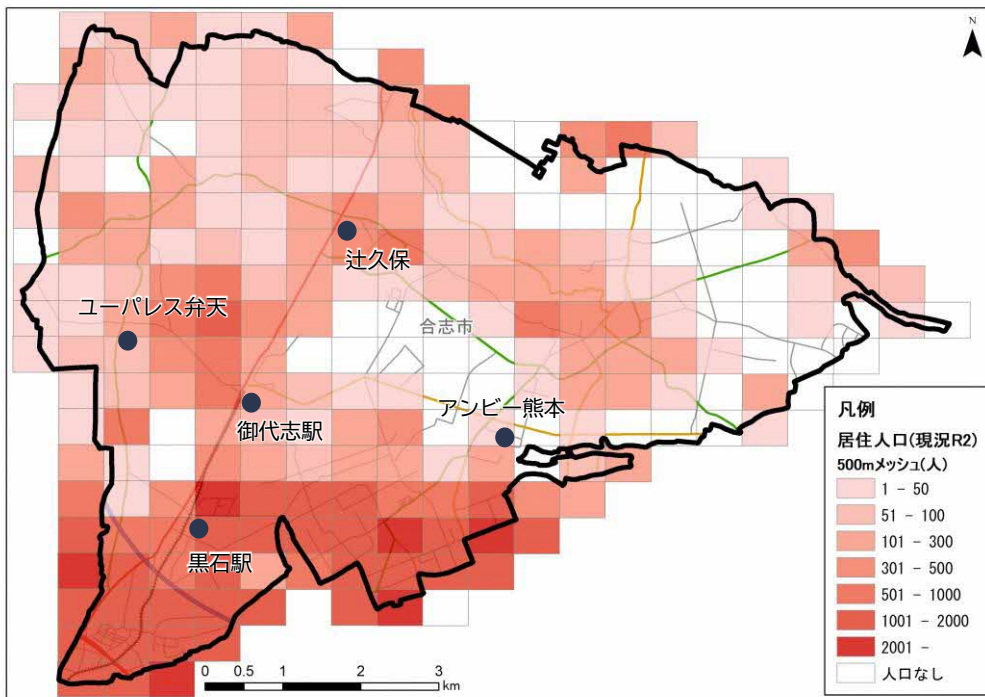 N
辻久保
ユーパレス弁天
合志市
御代志駅
アンビー熊本
黒石駅
凡例
居住人口(現況R2)
500mメッシュ(人)
1 - 50
51 - 100
101 - 300
301 - 500
501 - 1000
1001 - 2000
2001 -
人口なし
0 0.5 1 2 3
km